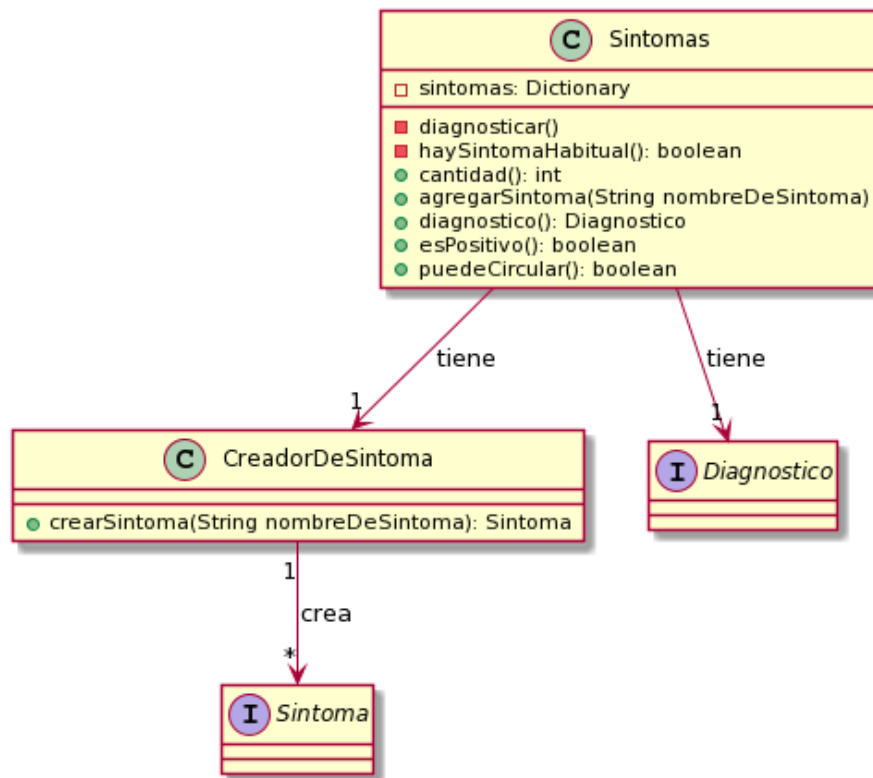 C Sintomas
sintomas: Dictionary
diagnosticar()
haySintomaHabitual(): boolean
cantidad(): int
agregarSintoma(String nombreDeSintoma)
diagnostico(): Diagnostico
esPositivo(): boolean
puedeCircular(): boolean
tiene
tiene
1
1
C CreadorDeSintoma
crearSintoma(String nombreDeSintoma): Sintoma
I Diagnostico
1
crea
*
I Sintoma